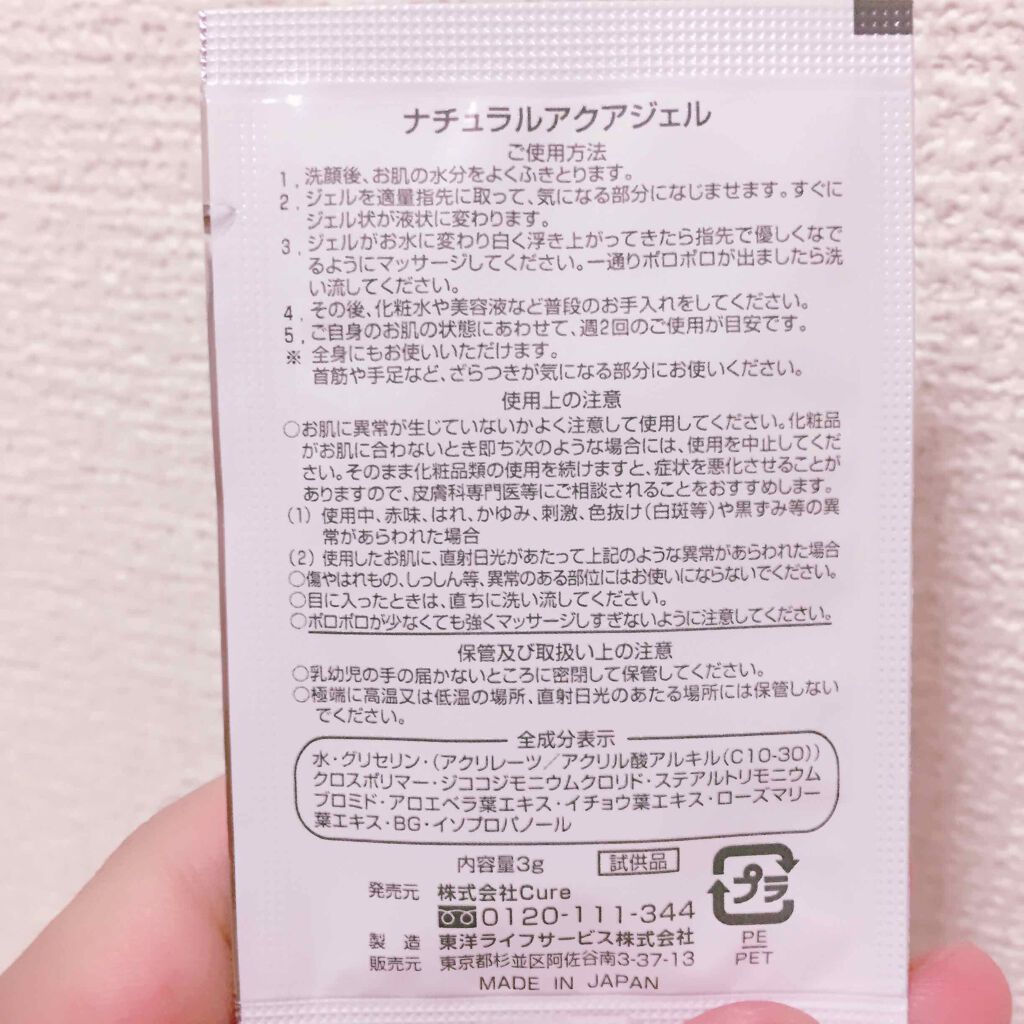 ナチュラルアクアジェル
ご使用方法
1. 洗顔後、お肌の水分をよくふきとります。
2. ジェルを適量指先に取って、気になる部分になじませます。すぐに
ジェル状が液状に変わります。
3. ジェルがお水に変わり白く浮き上がってきたら指先で優しくなで
るようにマッサージしてください。一通りポロポロが出ましたら洗
い流してください。
4. その後、化粧水や美容液など普段のお手入れをしてください。
5. ご自身のお肌の状態にあわせて、週2回のご使用が目安です。
※ 全身にもお使いいただけます。
首筋や手足など、ざらつきが気になる部分にお使いください。
使用上の注意
○お肌に異常が生じていないかよく注意して使用してください。化粧品
がお肌に合わないとき即ち次のような場合には、使用を中止してくだ
さい。そのまま化粧品類の使用を続けますと、症状を悪化させることが
ありますので、皮膚科専門医等にご相談されることをおすすめします。
(1) 使用中、赤味、はれ、かゆみ、刺激、色抜け(白斑等)や黒ずみ等の異
常があらわれた場合
(2) 使用したお肌に、直射日光があたって上記のような異常があらわれた場合
○傷やはれもの、しっしん等、異常のある部位にはお使いにならないでください。
○目に入ったときは、直ちに洗い流してください。
○ポロポロが少なくても強くマッサージしすぎないように注意してください。
保管及び取扱い上の注意
○乳幼児の手の届かないところに密閉して保管してください。
○極端に高温又は低温の場所、直射日光のあたる場所には保管しない
でください。
全成分表示
水・グリセリン・(アクリレーツ／アクリル酸アルキル(C10-30))
クロスポリマー・ジココジモニウムクロリド・ステアルトリモニウム
ブロミド・アロエベラ葉エキス・イチョウ葉エキス・ローズマリー
葉エキス・BG・イソプロパノール
内容量3g 試供品
発売元 株式会社Cure
0120-111-344
プラ
製 造 東洋ライフサービス株式会社
販売元 東京都杉並区阿佐谷南3-37-13
PE
PET
MADE IN JAPAN